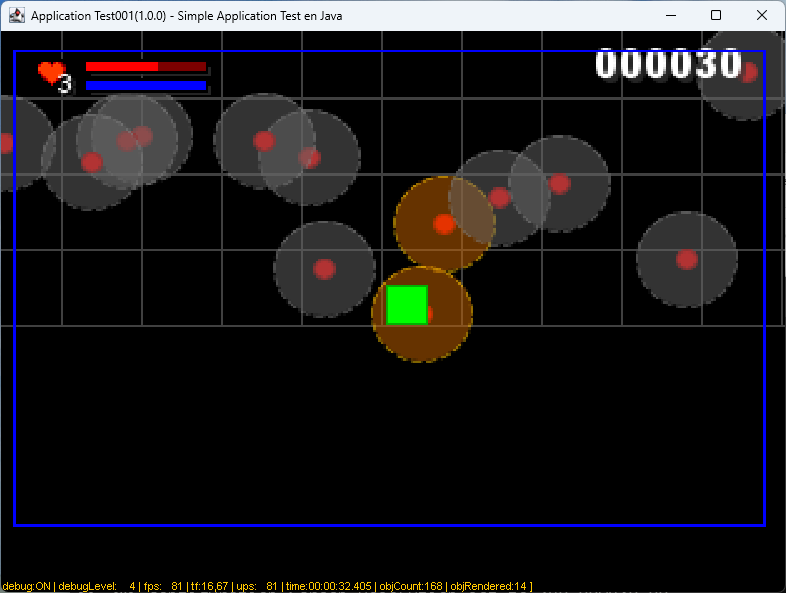 Application Test001(1.0.0) - Simple Application Test en Java
000030
3
debug:ON | debugLevel: 4 | fps: 81 | tf:16,67 | ups: 81 | time:00:00:32.405 | objCount:168 | objRendered:14 ]